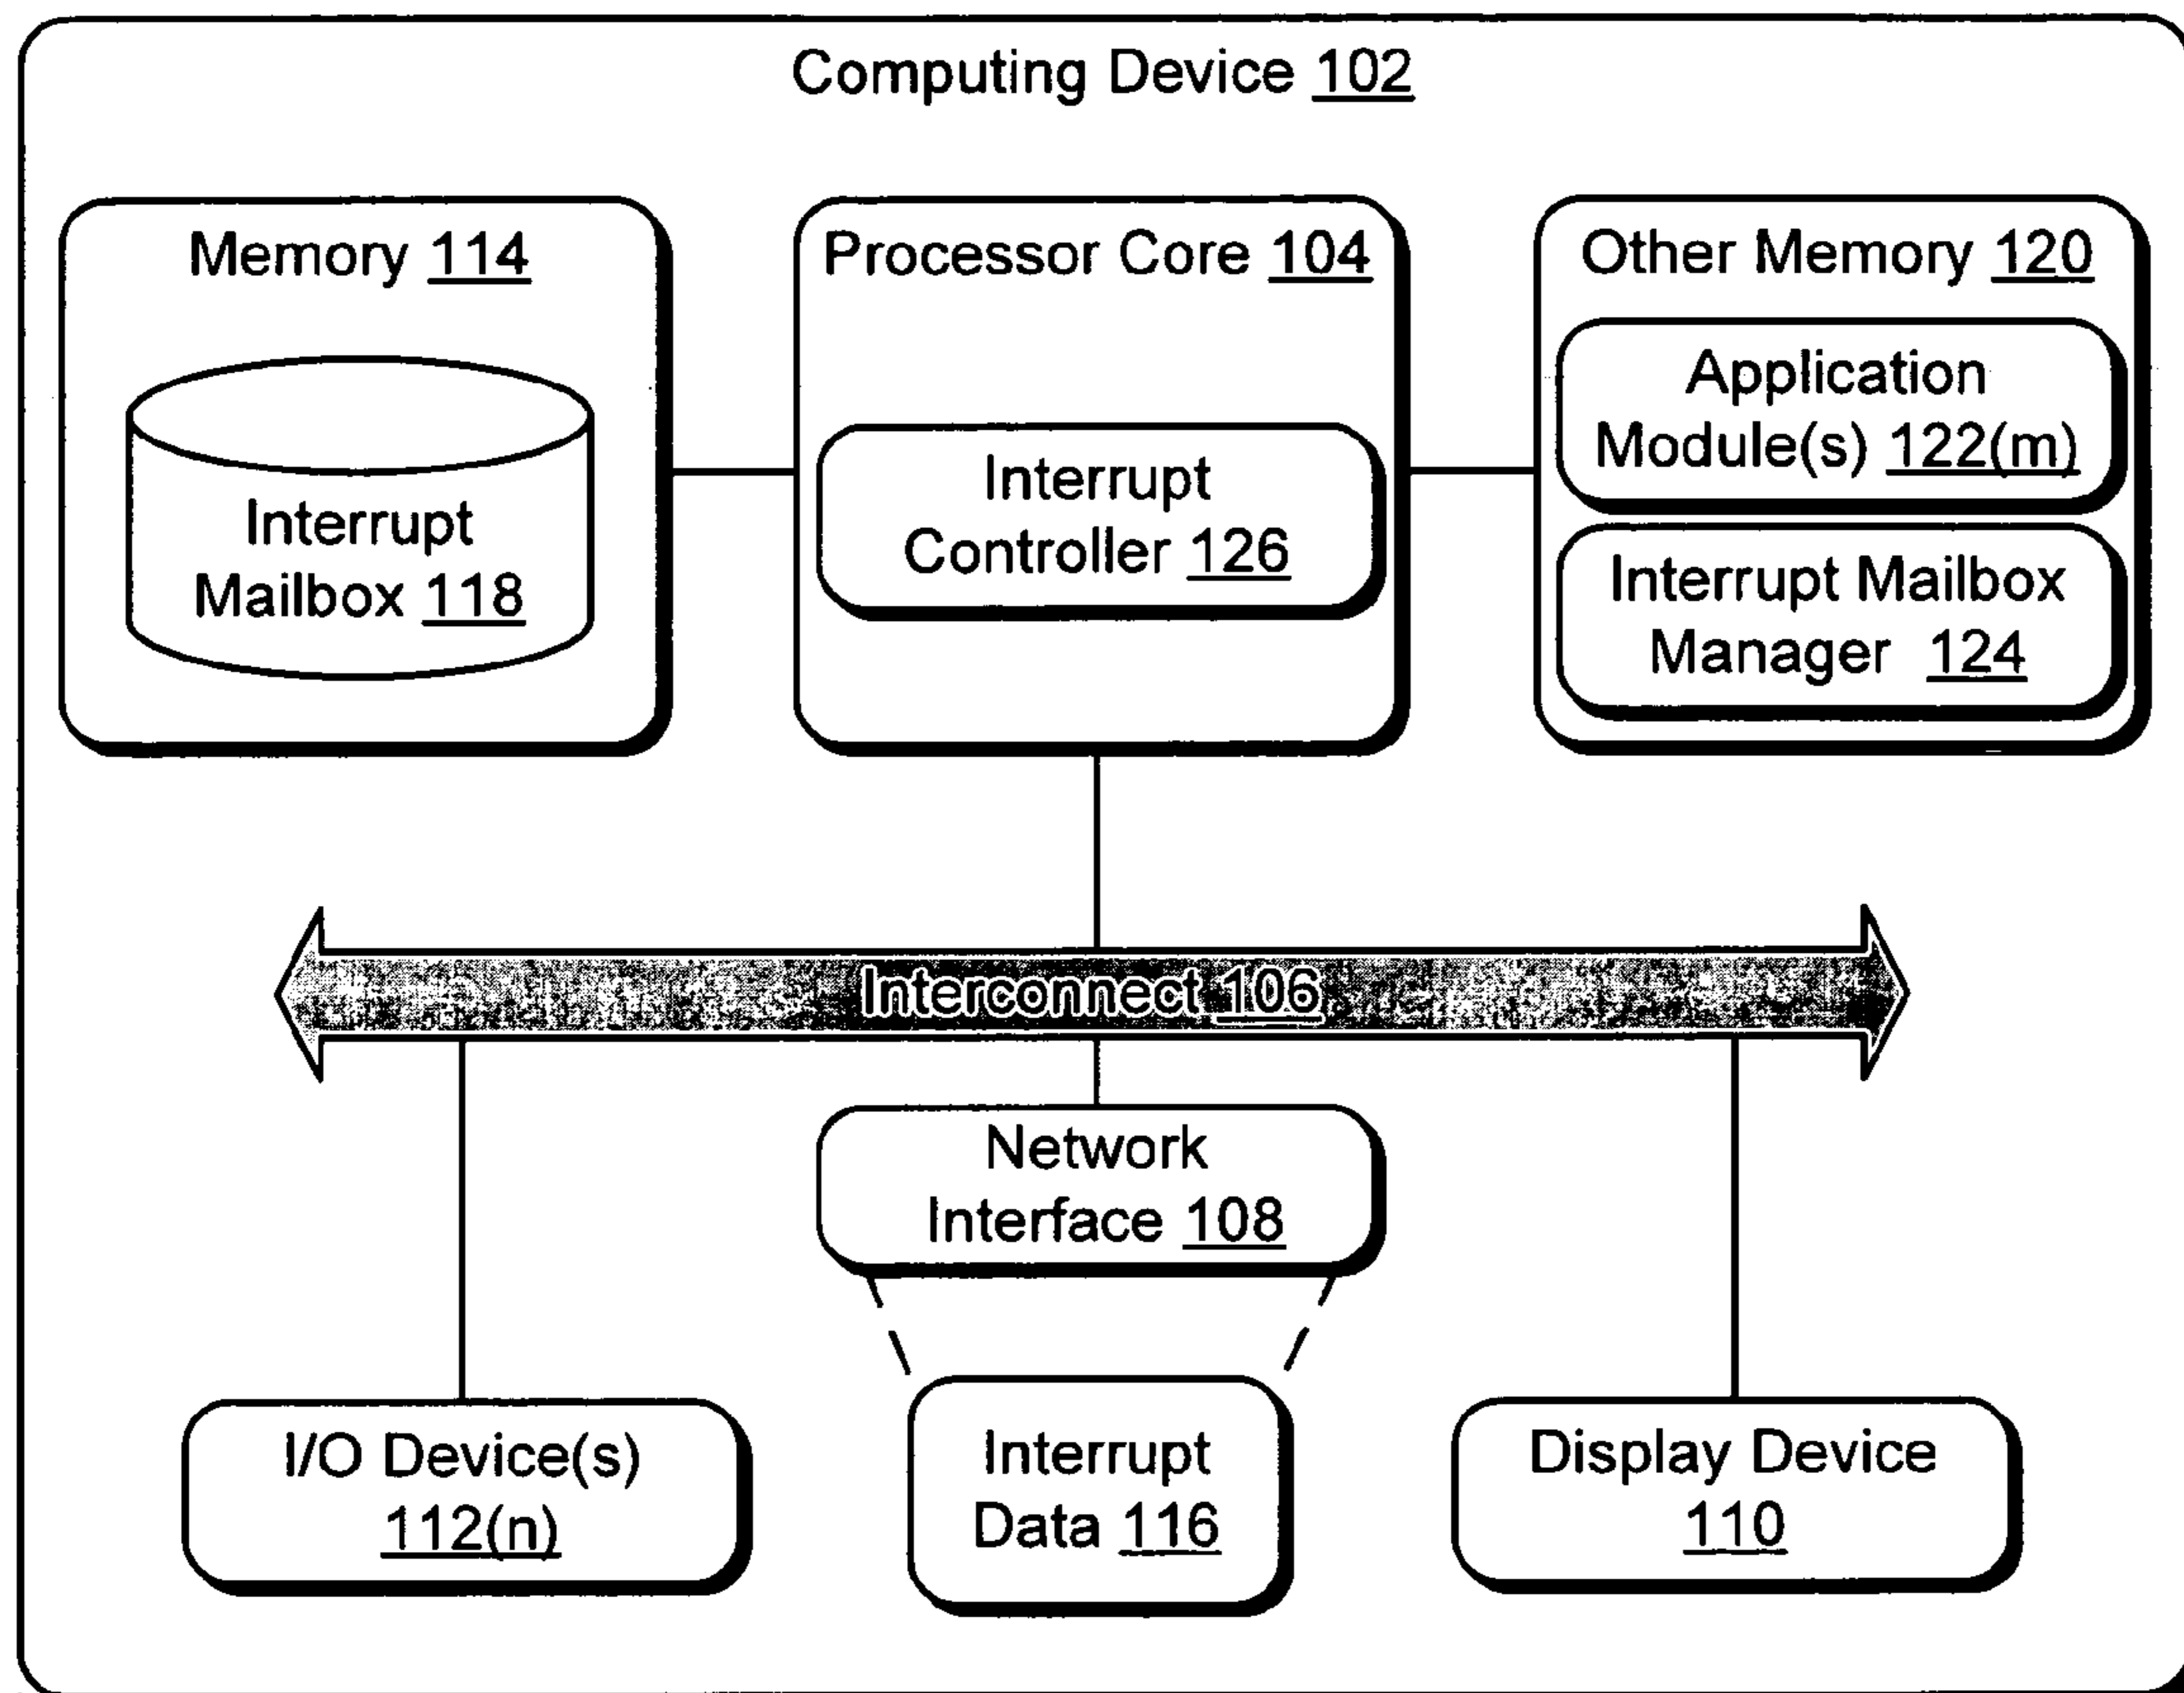 Computing Device 102
Memory 114
Interrupt
Mailbox 118
Processor Core 104
Interrupt
Controller 126
Other Memory 120
Application
Module(s) 122(m)
Interrupt Mailbox
Manager 124
Interconnect 106
Network
Interface 108
I/O Device(s)
112(n)
Interrupt
Data 116
Display Device
110